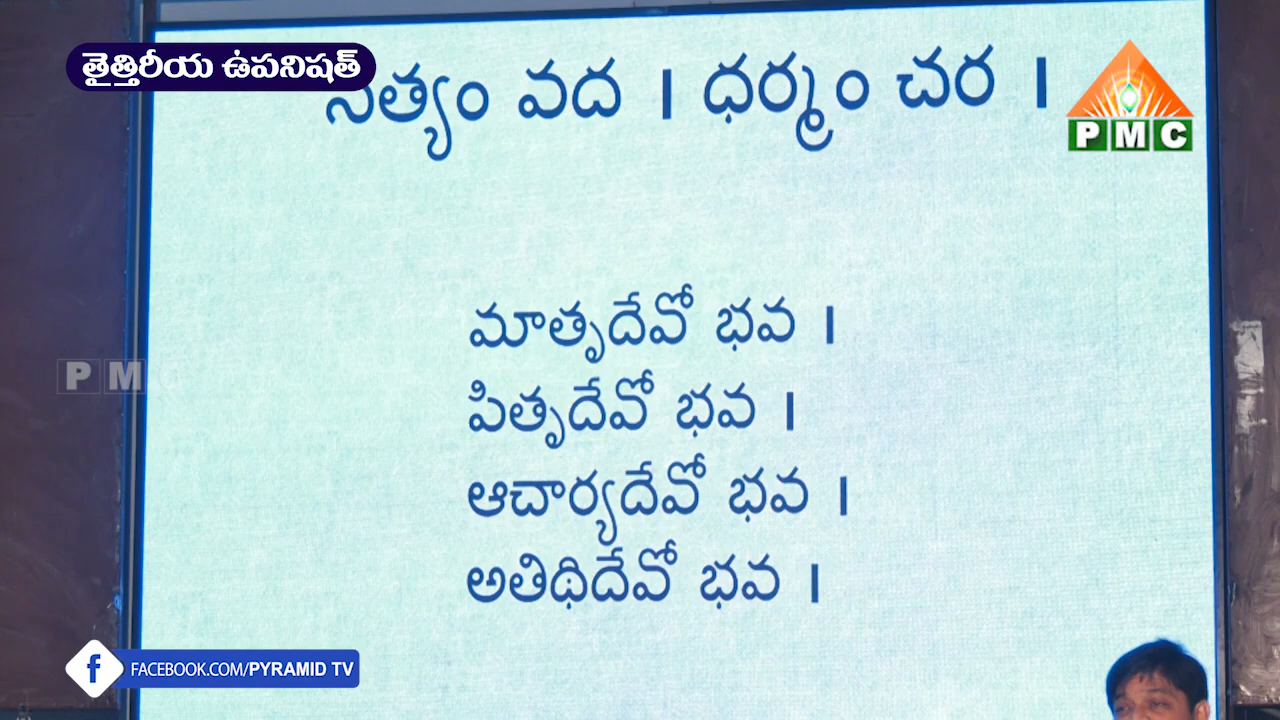 తైత్తిరీయ ఉపనిషత్
సత్యం వద । ధర్మం చర ।
PMC
మాతృదేవో భవ ।
పితృదేవో భవ ।
PMC
ఆచార్యదేవో భవ ।
అతిథిదేవో భవ ।
f FACEBOOK.COM/PYRAMID TV